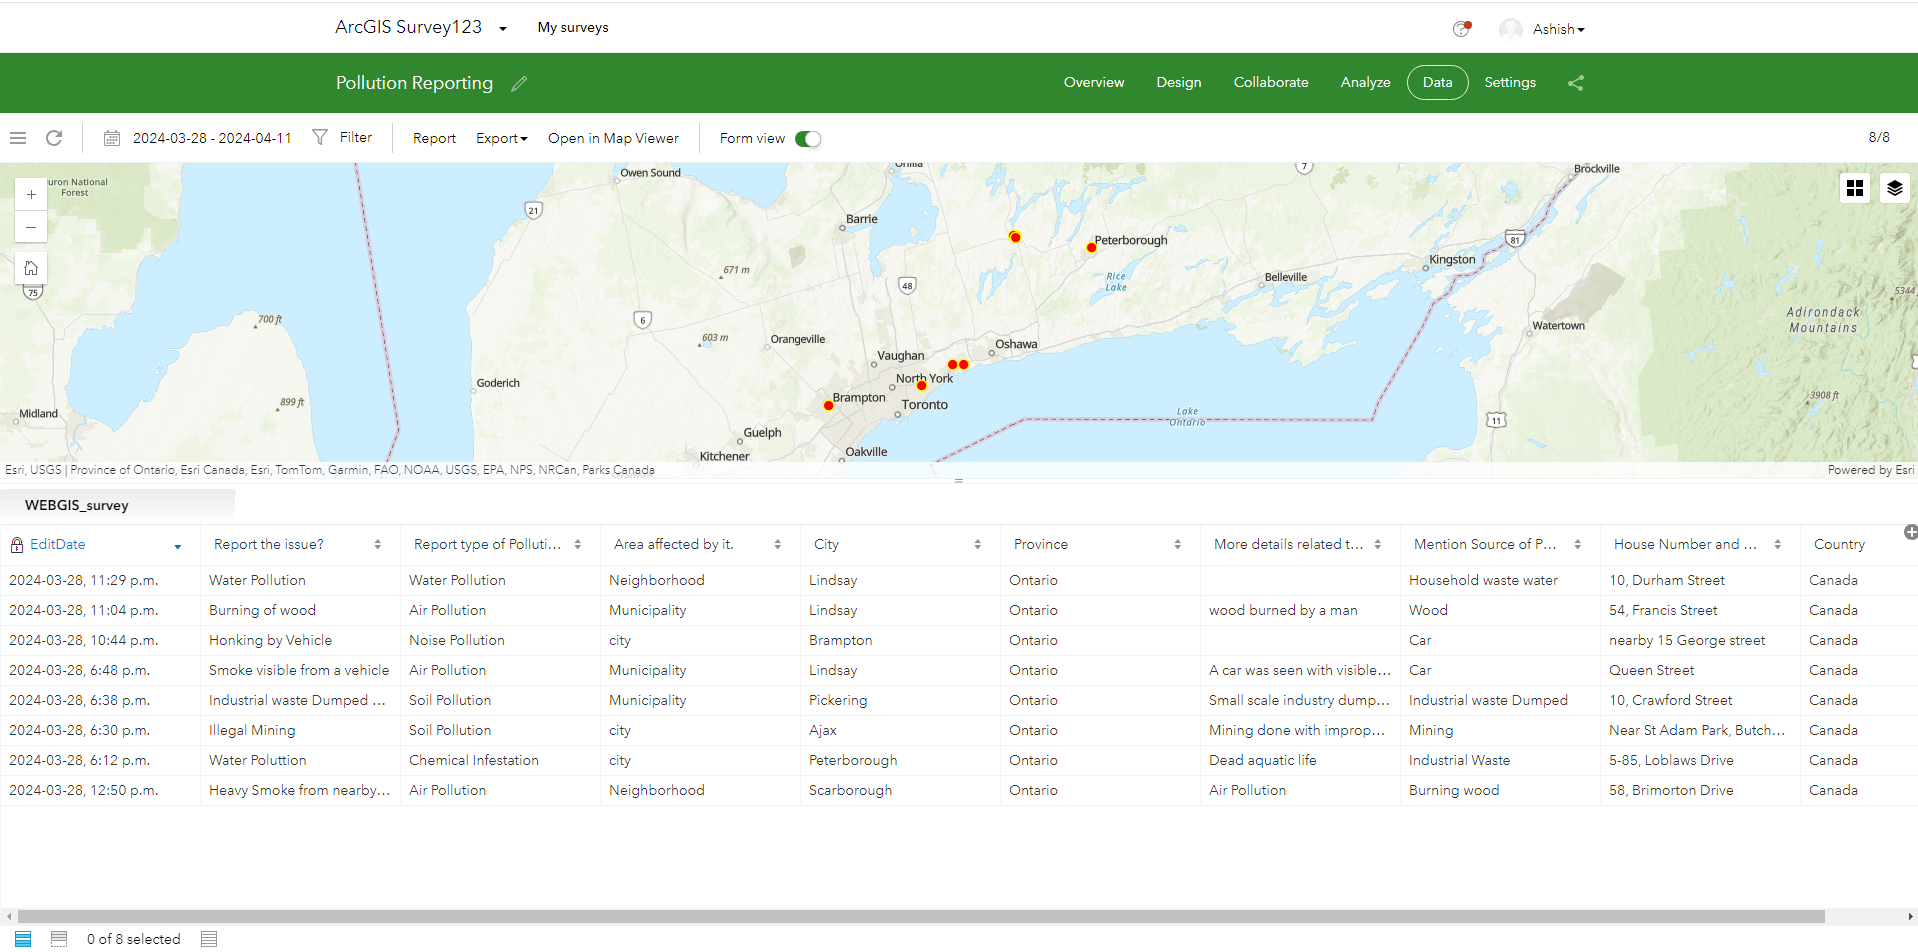 ArcGIS Survey123 My surveys Ashish
Pollution Reporting Overview Design Collaborate Analyze Data Settings
2024-03-28 - 2024-04-11 Filter Report Export Open in Map Viewer Form view 8/8
uron National
Forest
Owen Sound
Orillia
7
Brockville
+
−
21
Barrie
Peterborough
81
Kingston
671 m
Belleville
Rice
Lake
75
48
5344
700 ft
6
Adirondack
Mountains
Watertown
603 m
Orangeville
Oshawa
Vaughan
North York
Goderich
899 ft
Brampton
Toronto
3908 ft
Midland
Lake
Ontario
11
Guelph
Oakville
Kitchener
Esri, USGS | Province of Ontario, Esri Canada, Esri, TomTom, Garmin, FAO, NOAA, USGS, EPA, NPS, NRCan, Parks Canada Powered by Esri
WEBGIS_survey
EditDate Report the issue? Report type of Polluti... Area affected by it. City Province More details related t... Mention Source of P... House Number and ... Country
2024-03-28, 11:29 p.m. Water Pollution Water Pollution Neighborhood Lindsay Ontario Household waste water 10, Durham Street Canada
2024-03-28, 11:04 p.m. Burning of wood Air Pollution Municipality Lindsay Ontario wood burned by a man Wood 54, Francis Street Canada
2024-03-28, 10:44 p.m. Honking by Vehicle Noise Pollution city Brampton Ontario Car nearby 15 George street Canada
2024-03-28, 6:48 p.m. Smoke visible from a vehicle Air Pollution Municipality Lindsay Ontario A car was seen with visible... Car Queen Street Canada
2024-03-28, 6:38 p.m. Industrial waste Dumped ... Soil Pollution Municipality Pickering Ontario Small scale industry dump... Industrial waste Dumped 10, Crawford Street Canada
2024-03-28, 6:30 p.m. Illegal Mining Soil Pollution city Ajax Ontario Mining done with improp... Mining Near St Adam Park, Butch... Canada
2024-03-28, 6:12 p.m. Water Poluttion Chemical Infestation city Peterborough Ontario Dead aquatic life Industrial Waste 5-85, Loblaws Drive Canada
2024-03-28, 12:50 p.m. Heavy Smoke from nearby... Air Pollution Neighborhood Scarborough Ontario Air Pollution Burning wood 58, Brimorton Drive Canada
0 of 8 selected